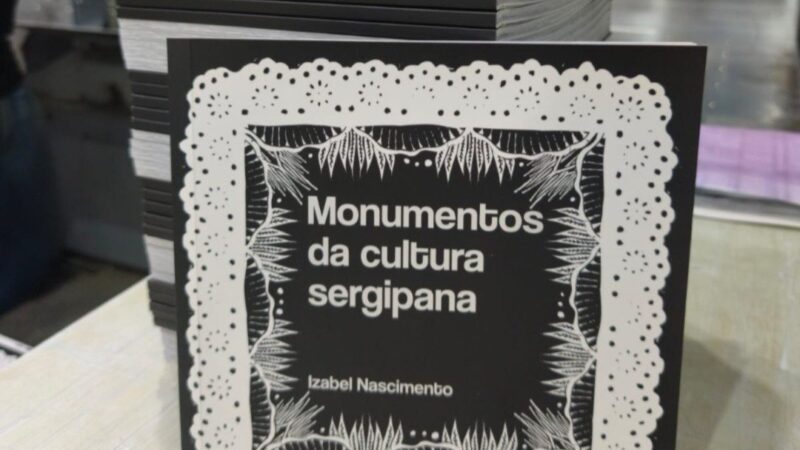 Monumentos
da cultura
sergipana
Izabel Nascimento